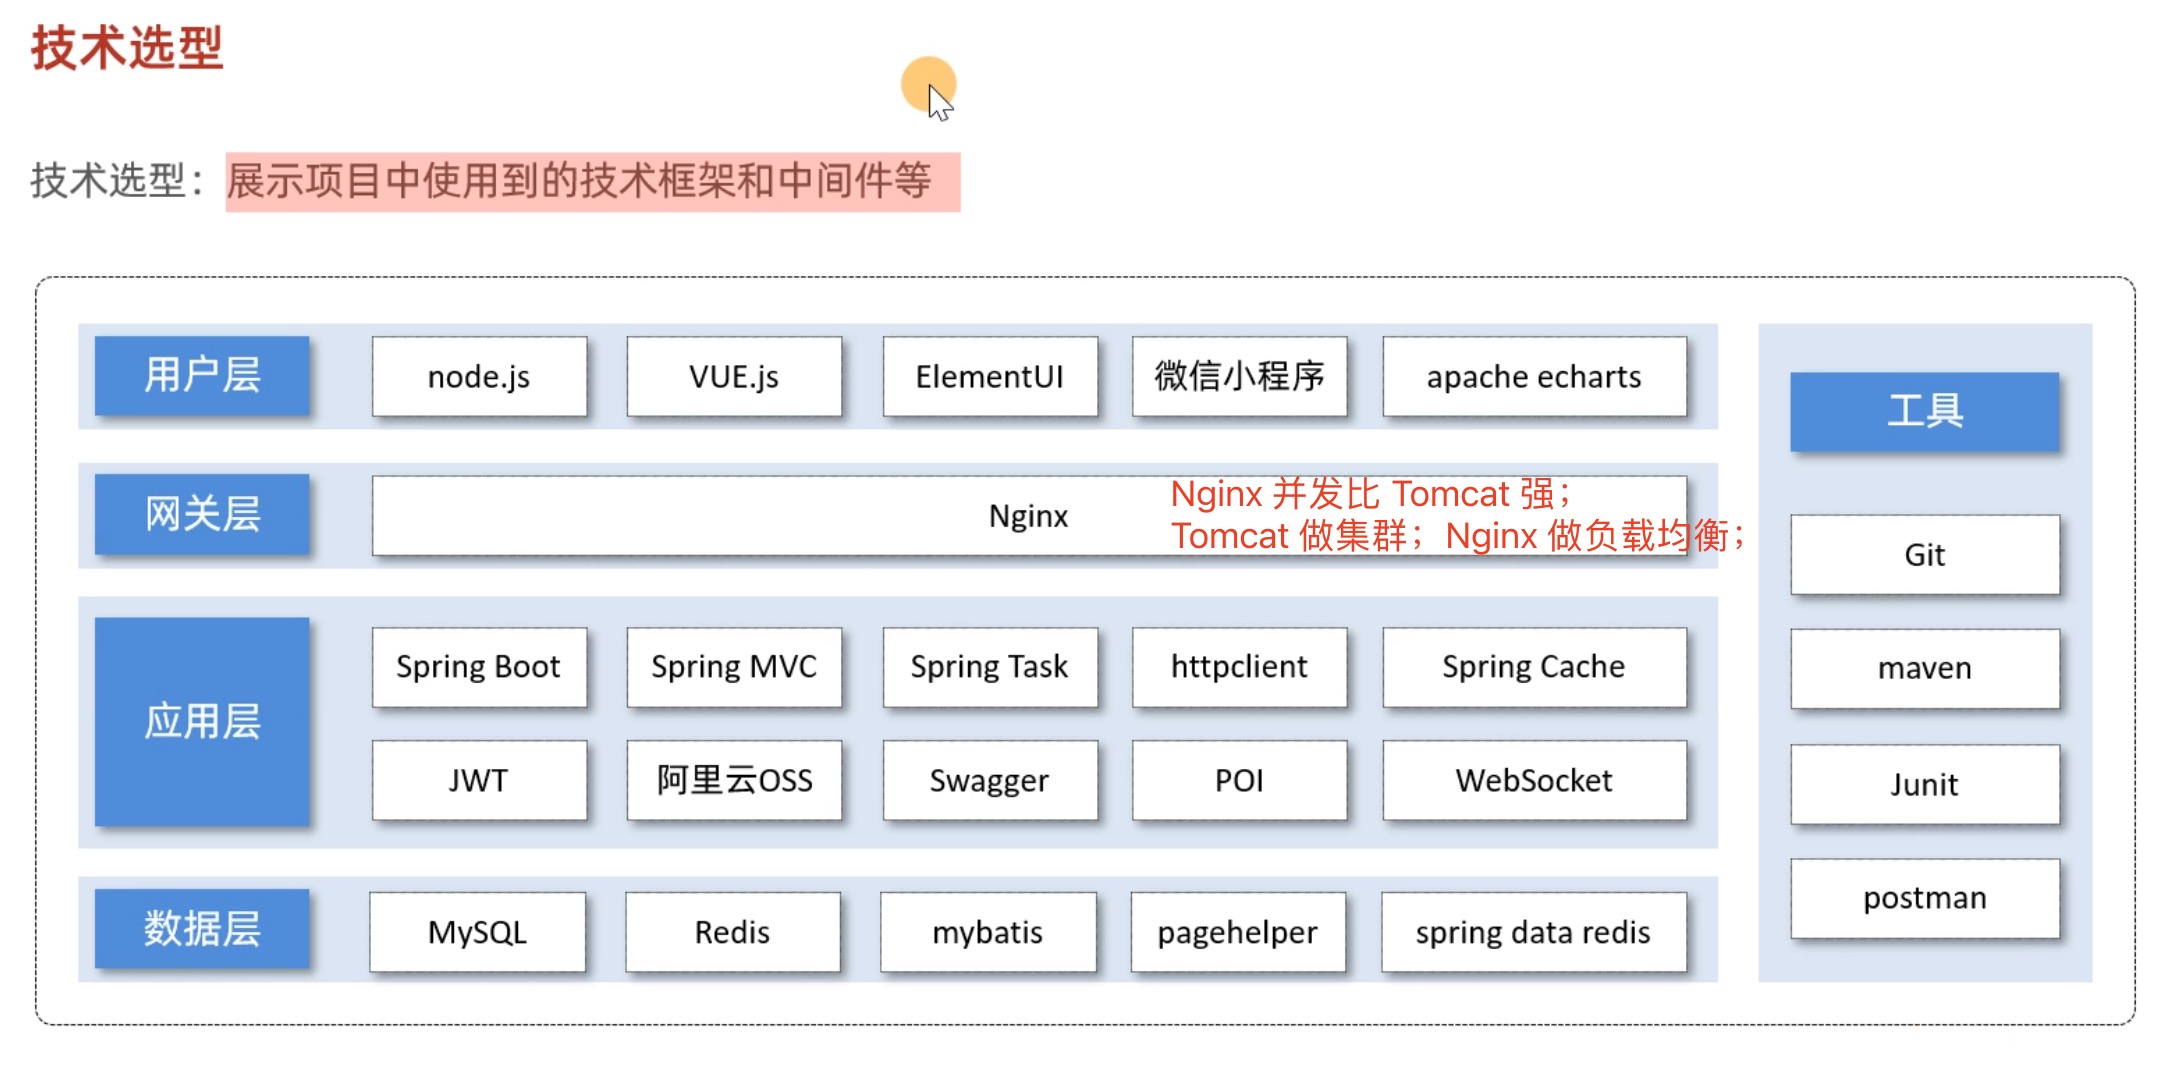 技术选型
技术选型：展示项目中使用到的技术框架和中间件等
用户层
node.js
VUE.js
ElementUI
微信小程序
apache echarts
网关层
Nginx
Nginx 并发比 Tomcat 强；
Tomcat 做集群；Nginx 做负载均衡；
应用层
Spring Boot
Spring MVC
Spring Task
httpclient
Spring Cache
JWT
阿里云OSS
Swagger
POI
WebSocket
数据层
MySQL
Redis
mybatis
pagehelper
spring data redis
工具
Git
maven
Junit
postman